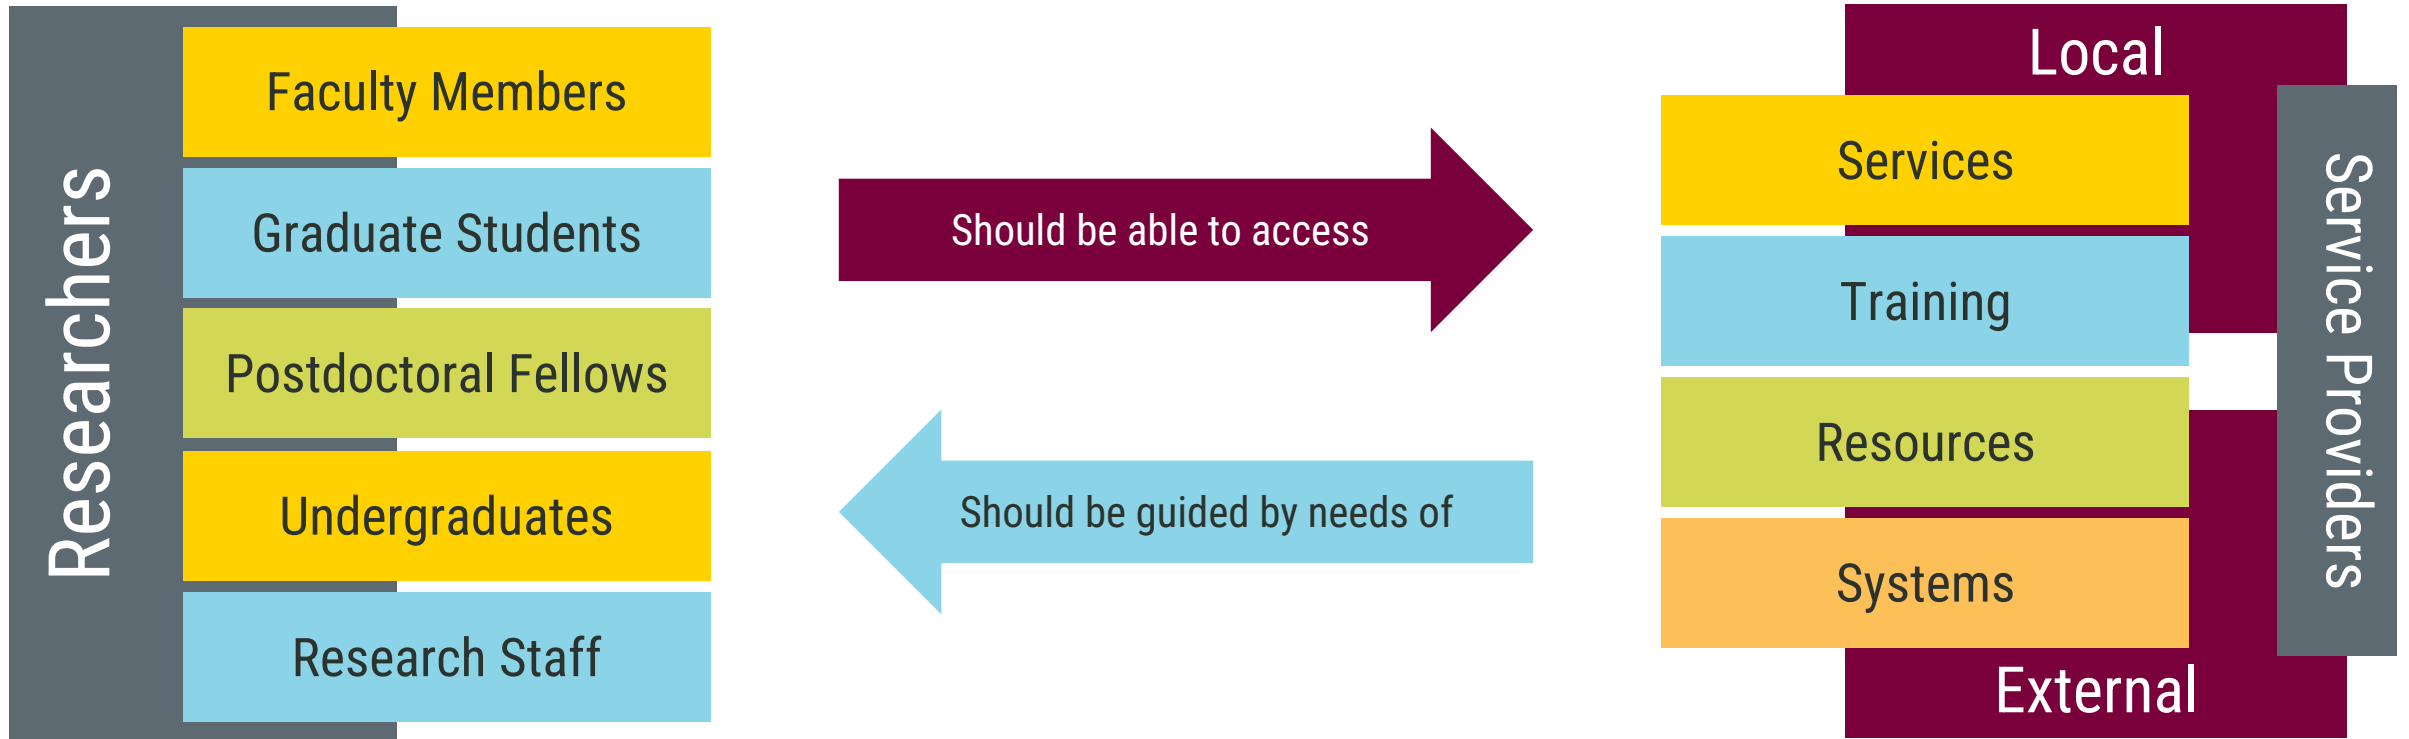 Researchers
Faculty Members
Graduate Students
Postdoctoral Fellows
Undergraduates
Research Staff
Should be able to access
Should be guided by needs of
Local
Services
Training
Resources
Systems
External
Service Providers